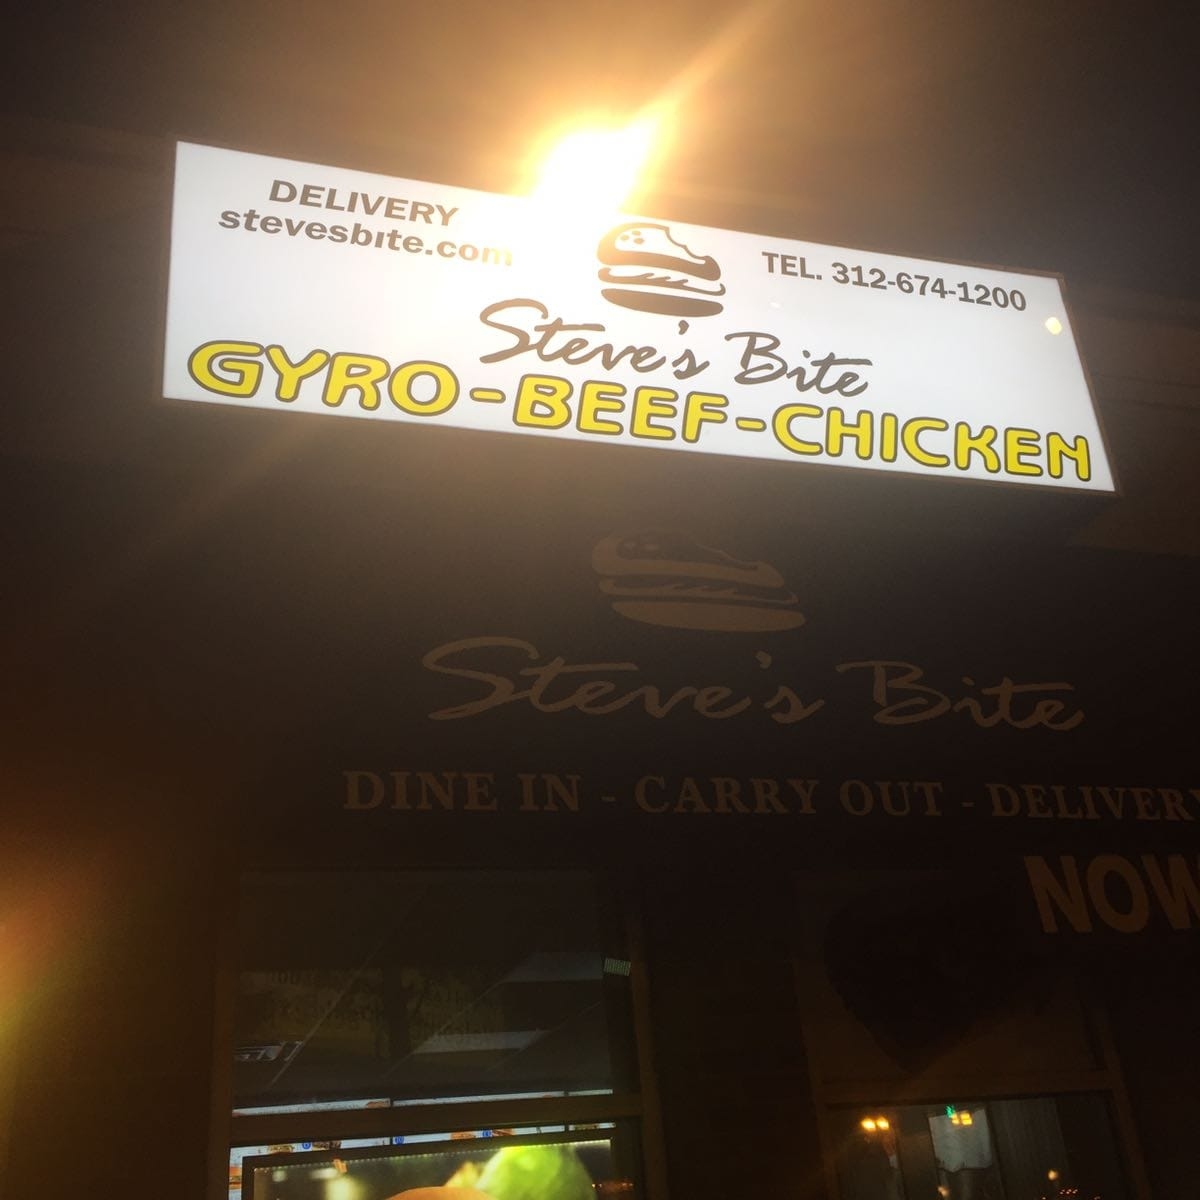 DELIVERY
stevesbite.com
TEL. 312-674-1200
Steve's Bite
GYRO-BEEF-CHICKEN
Steve's Bite
DINE IN - CARRY OUT - DELIVERY
NOW